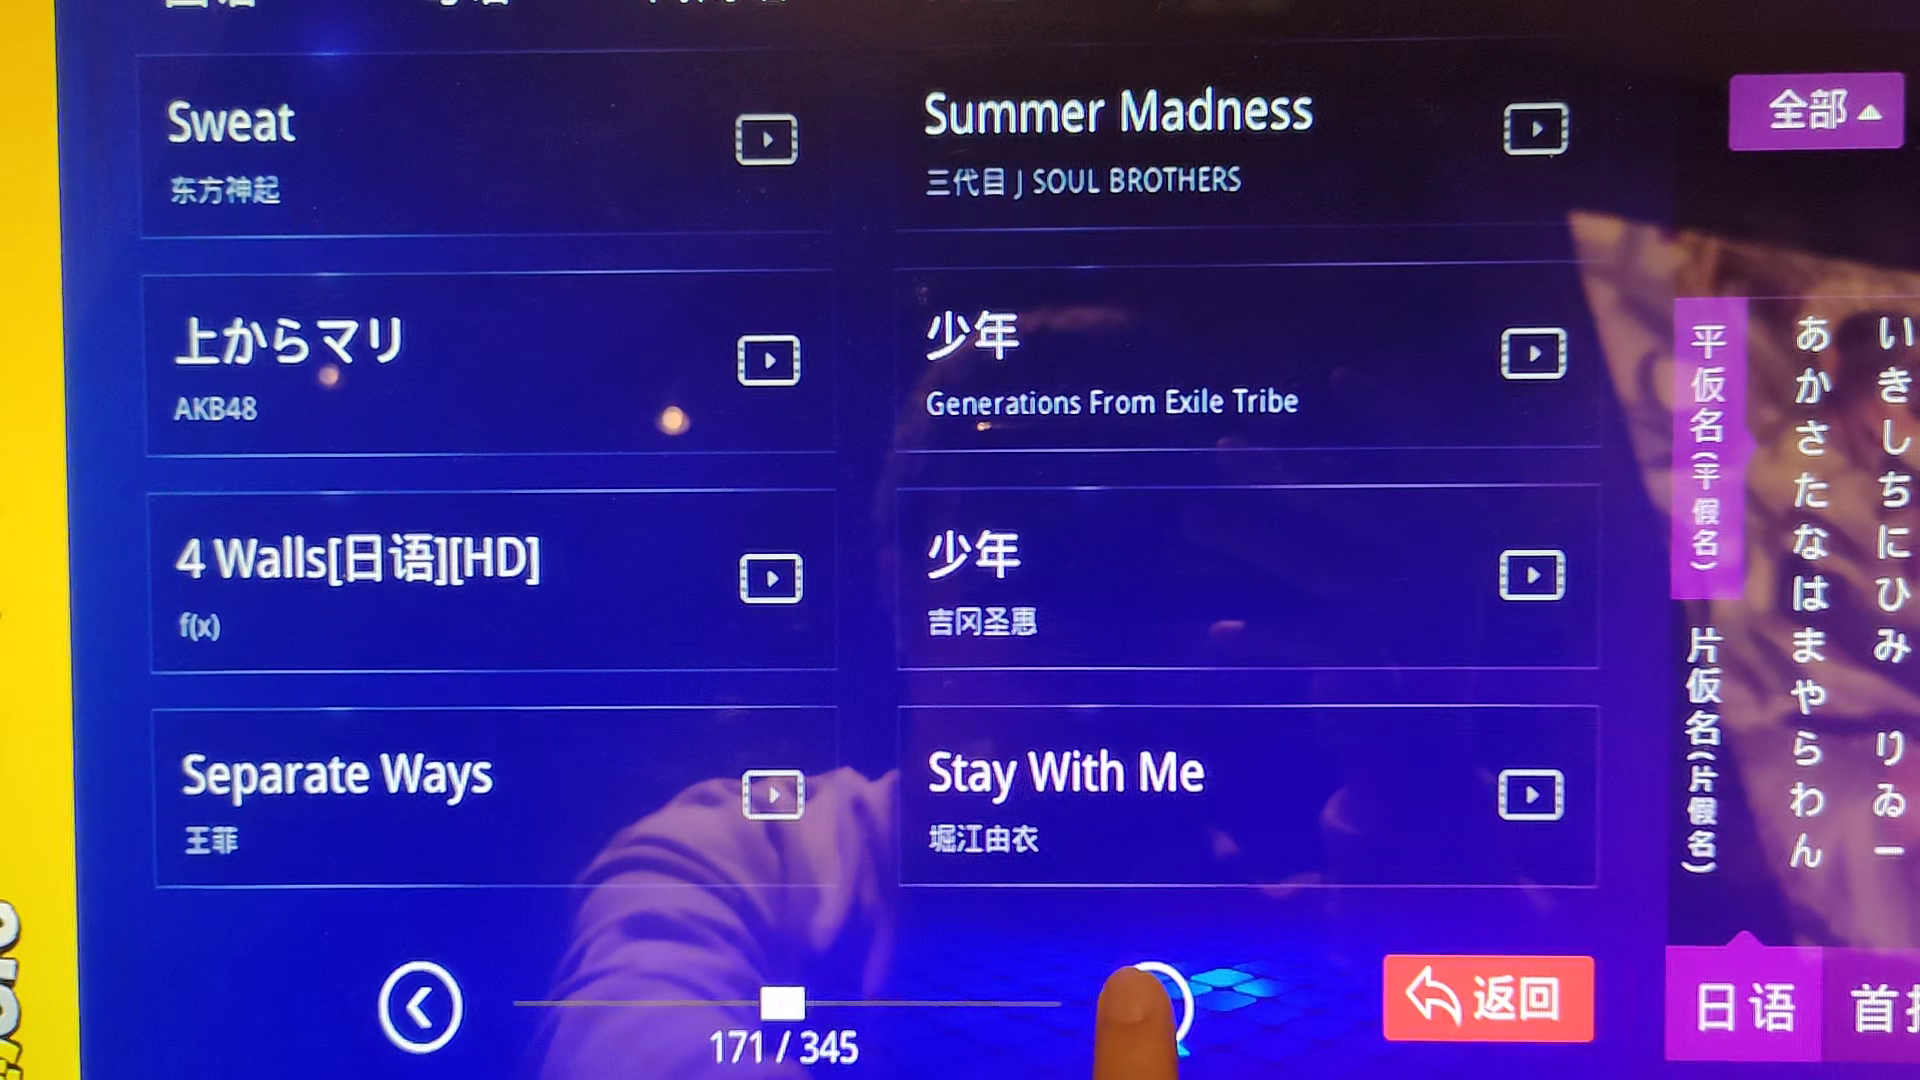 Sweat
东方神起
Summer Madness
三代目 J SOUL BROTHERS
上からマリ
AKB48
少年
Generations From Exile Tribe
4 Walls[日语][HD]
f(x)
少年
吉冈圣惠
Separate Ways
王菲
Stay With Me
堀江由衣
171 / 345
返回
全部
平仮名(平假名)
片仮名(片假名)
あ い
か き
さ し
た ち
な に
は ひ
ま み
や
ら り
わ ゐ
ん ー
日语
首